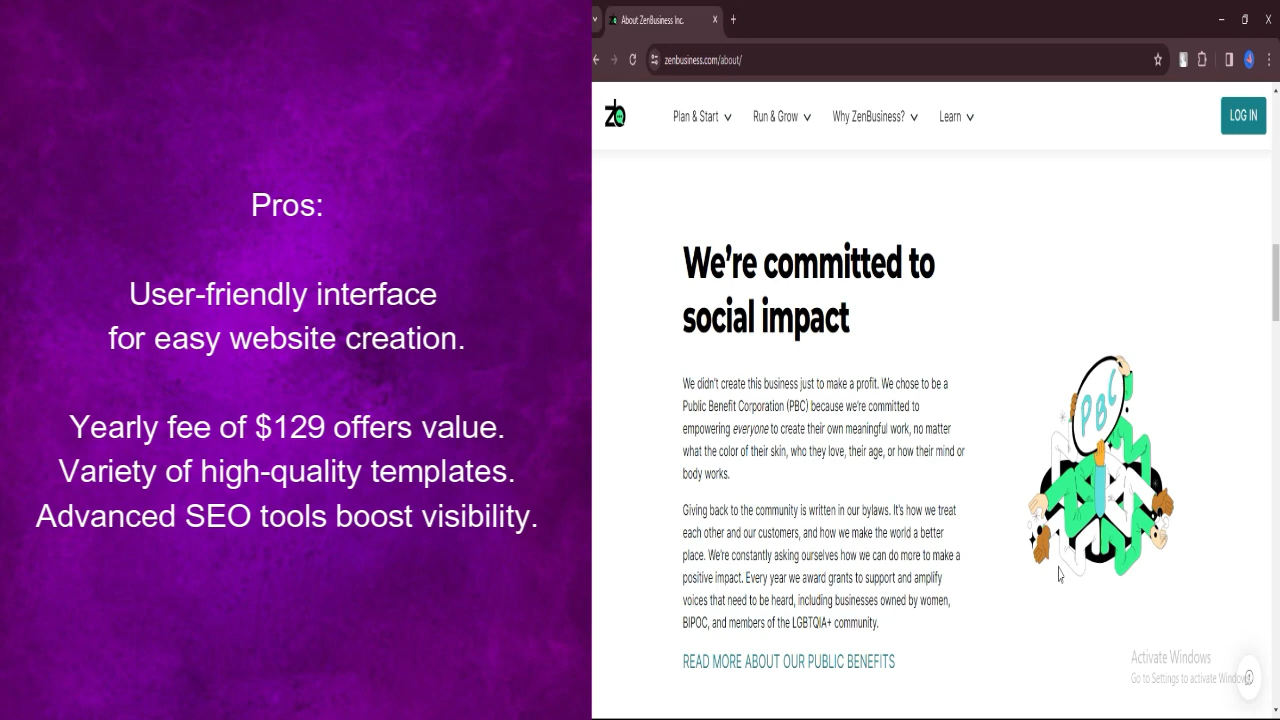 Pros:
User-friendly interface
for easy website creation.
Yearly fee of $129 offers value.
Variety of high-quality templates.
Advanced SEO tools boost visibility.
About ZenBusiness Inc.
zenbusiness.com/about/
Plan & Start
Run & Grow
Why ZenBusiness?
Learn
LOG IN
We're committed to
social impact
We didn't create this business just to make a profit. We chose to be a
Public Benefit Corporation (PBC) because we're committed to
empowering everyone to create their own meaningful work, no matter
what the color of their skin, who they love, their age, or how their mind or
body works.
Giving back to the community is written in our bylaws. It's how we treat
each other and our customers, and how we make the world a better
place. We're constantly asking ourselves how we can do more to make a
positive impact. Every year we award grants to support and amplify
voices that need to be heard, including businesses owned by women,
BIPOC, and members of the LGBTQIA+ community.
READ MORE ABOUT OUR PUBLIC BENEFITS
PBC
Activate Windows
Go to Settings to activate Windows.